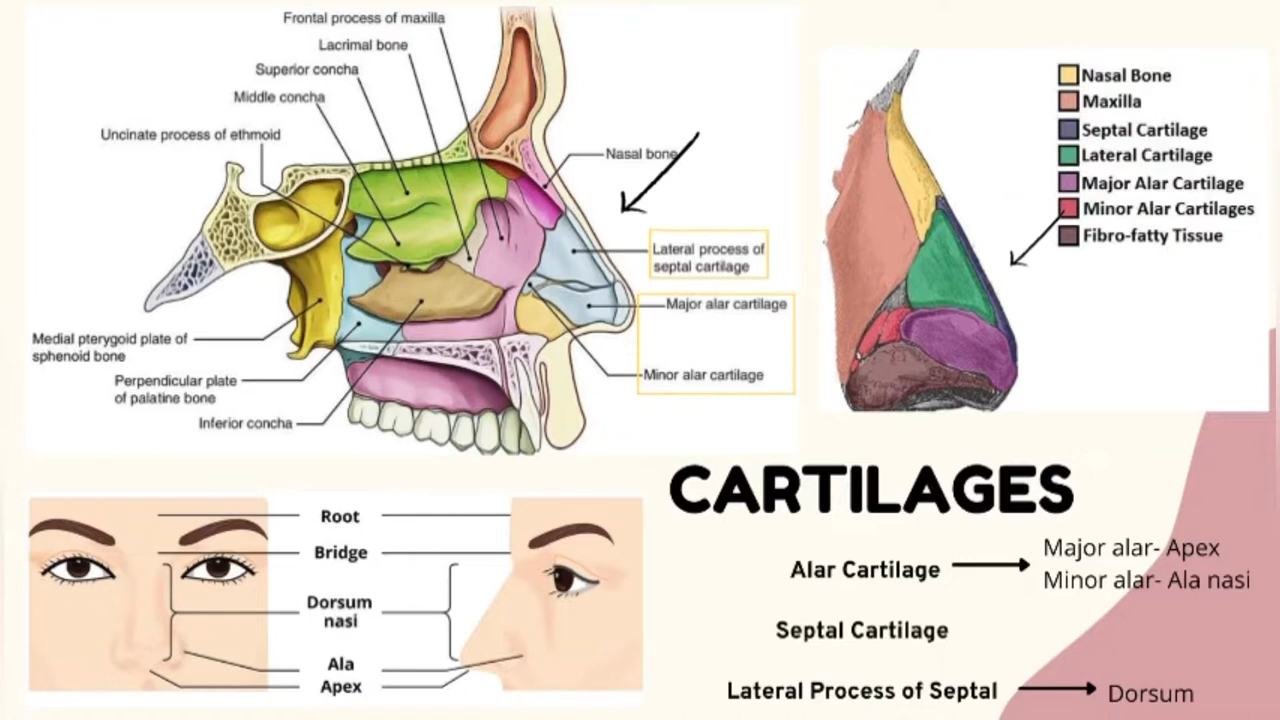 Frontal process of maxilla
Lacrimal bone
Superior concha
Middle concha
Uncinate process of ethmoid
Nasal bone
Lateral process of
septal cartilage
Major alar cartilage
Minor alar cartilage
Medial pterygoid plate of
sphenoid bone
Perpendicular plate
of palatine bone
Inferior concha
Nasal Bone
Maxilla
Septal Cartilage
Lateral Cartilage
Major Alar Cartilage
Minor Alar Cartilages
Fibro-fatty Tissue
Root
Bridge
Dorsum
nasi
Ala
Apex
CARTILAGES
Alar Cartilage
Major alar- Apex
Minor alar- Ala nasi
Septal Cartilage
Lateral Process of Septal
Dorsum